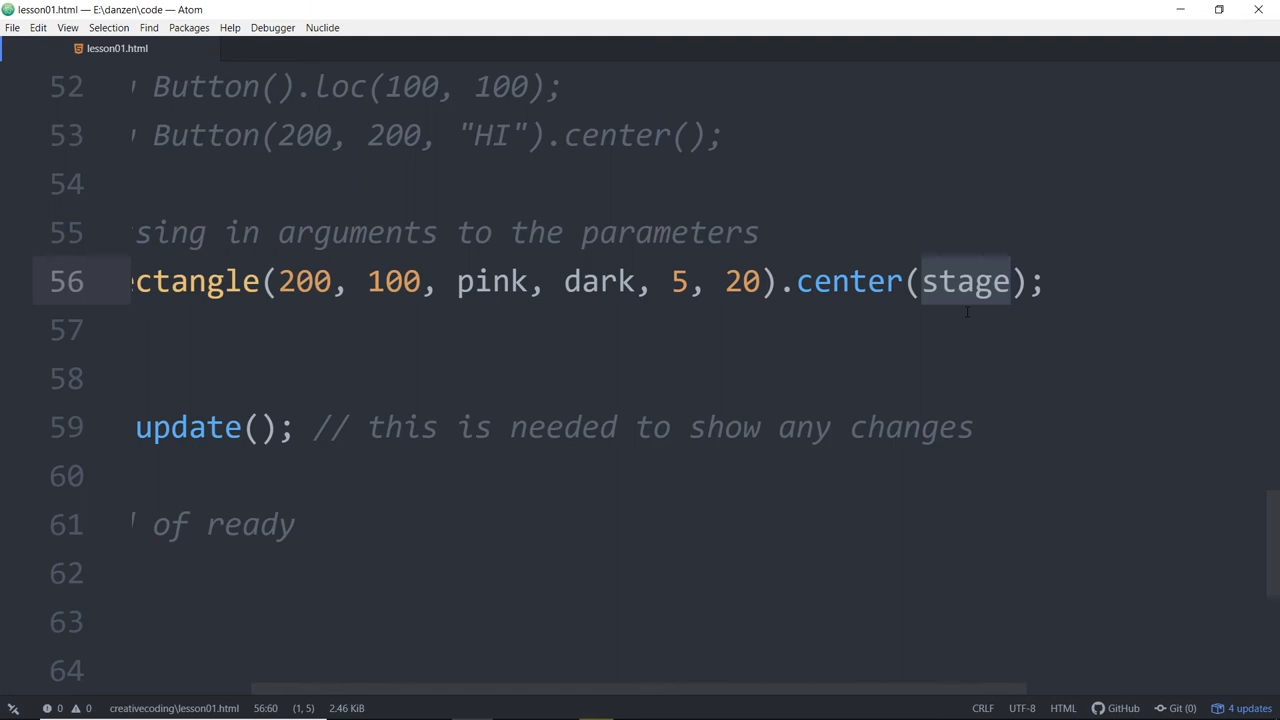 lesson01.html — E:\danzen\code — Atom
File Edit View Selection Find Packages Help Debugger Nuclide
lesson01.html
52 Button().loc(100, 100);
53 Button(200, 200, "HI").center();
54
55 sing in arguments to the parameters
56 ectangle(200, 100, pink, dark, 5, 20).center(stage);
57
58
59 update(); // this is needed to show any changes
60
61 of ready
62
63
64
0 0 creativecoding\lesson01.html 56:60 (1, 5) 2.46 KiB CRLF UTF-8 HTML GitHub Git (0) 4 updates